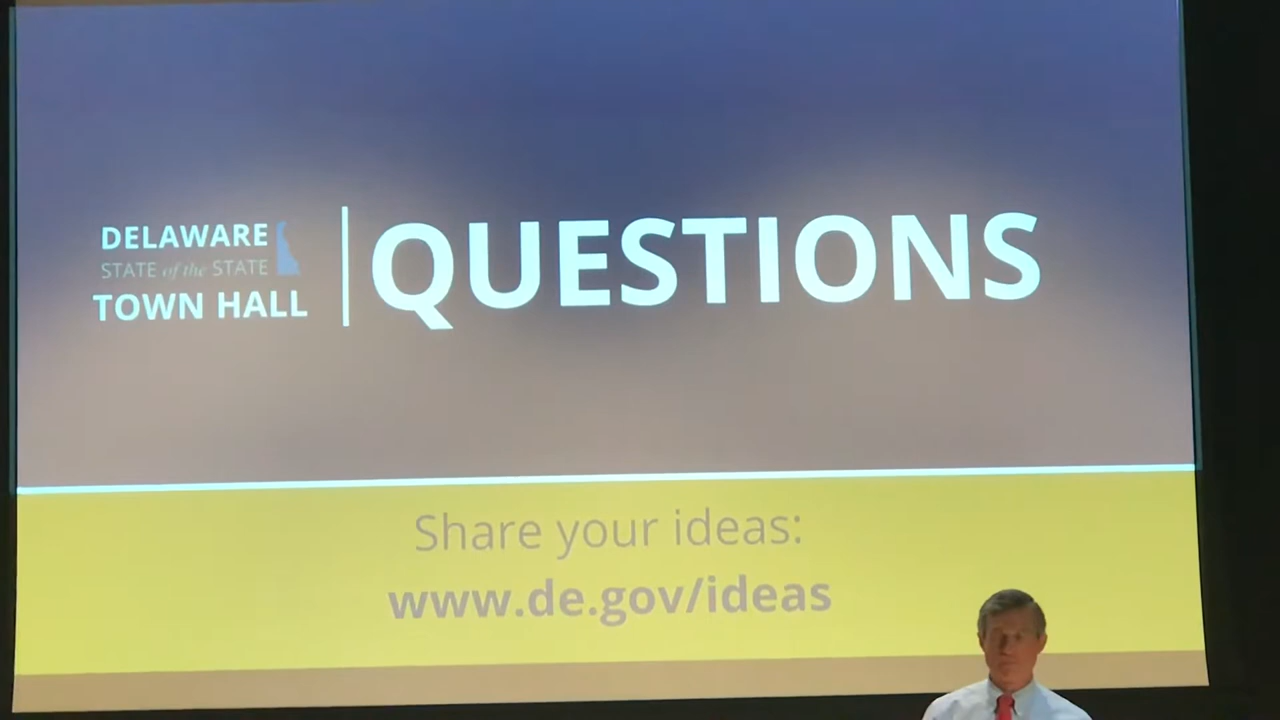 DELAWARE
STATE of the STATE
TOWN HALL
QUESTIONS
Share your ideas:
www.de.gov/ideas